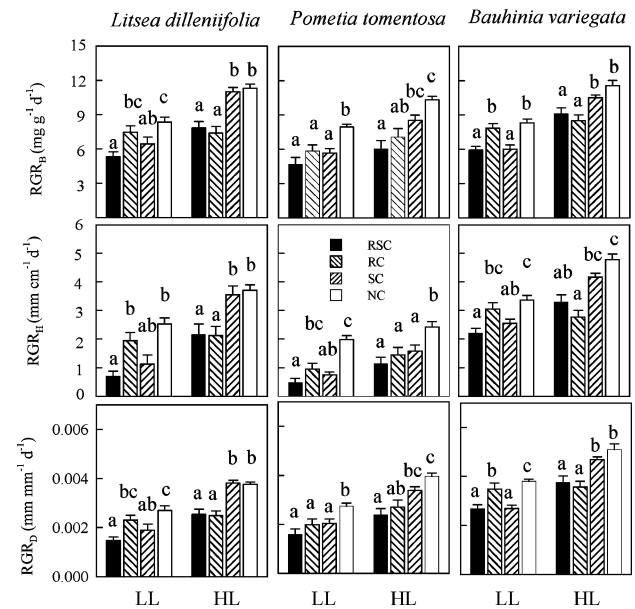 Litsea dilleniifolia Pometia tomentosa Bauhinia variegata
RGR_B (mg g⁻¹ d⁻¹)
15
12
9
6
3
a bc ab c a a b b
a a a b a ab b c
a b a b a a b b
RGR_H (mm cm⁻¹ d⁻¹)
6
5
4
3
2
1
0
a b ab b a a b b
RSC
RC
SC
NC
a bc ab c a a a b
a bc ab c ab a bc c
RGR_D (mm mm⁻¹ d⁻¹)
0.006
0.004
0.002
0.000
a bc ab c a a b b
a a a b a ab bc c
a b a c a a b b
LL HL LL HL LL HL